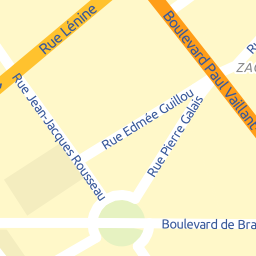 Rue Lénine
Boulevard Paul Vaillant
Rue Jean-Jacques Rousseau
Rue Edmée Guillou
Rue Pierre Galais
Boulevard de Bra
Ru
ZAC